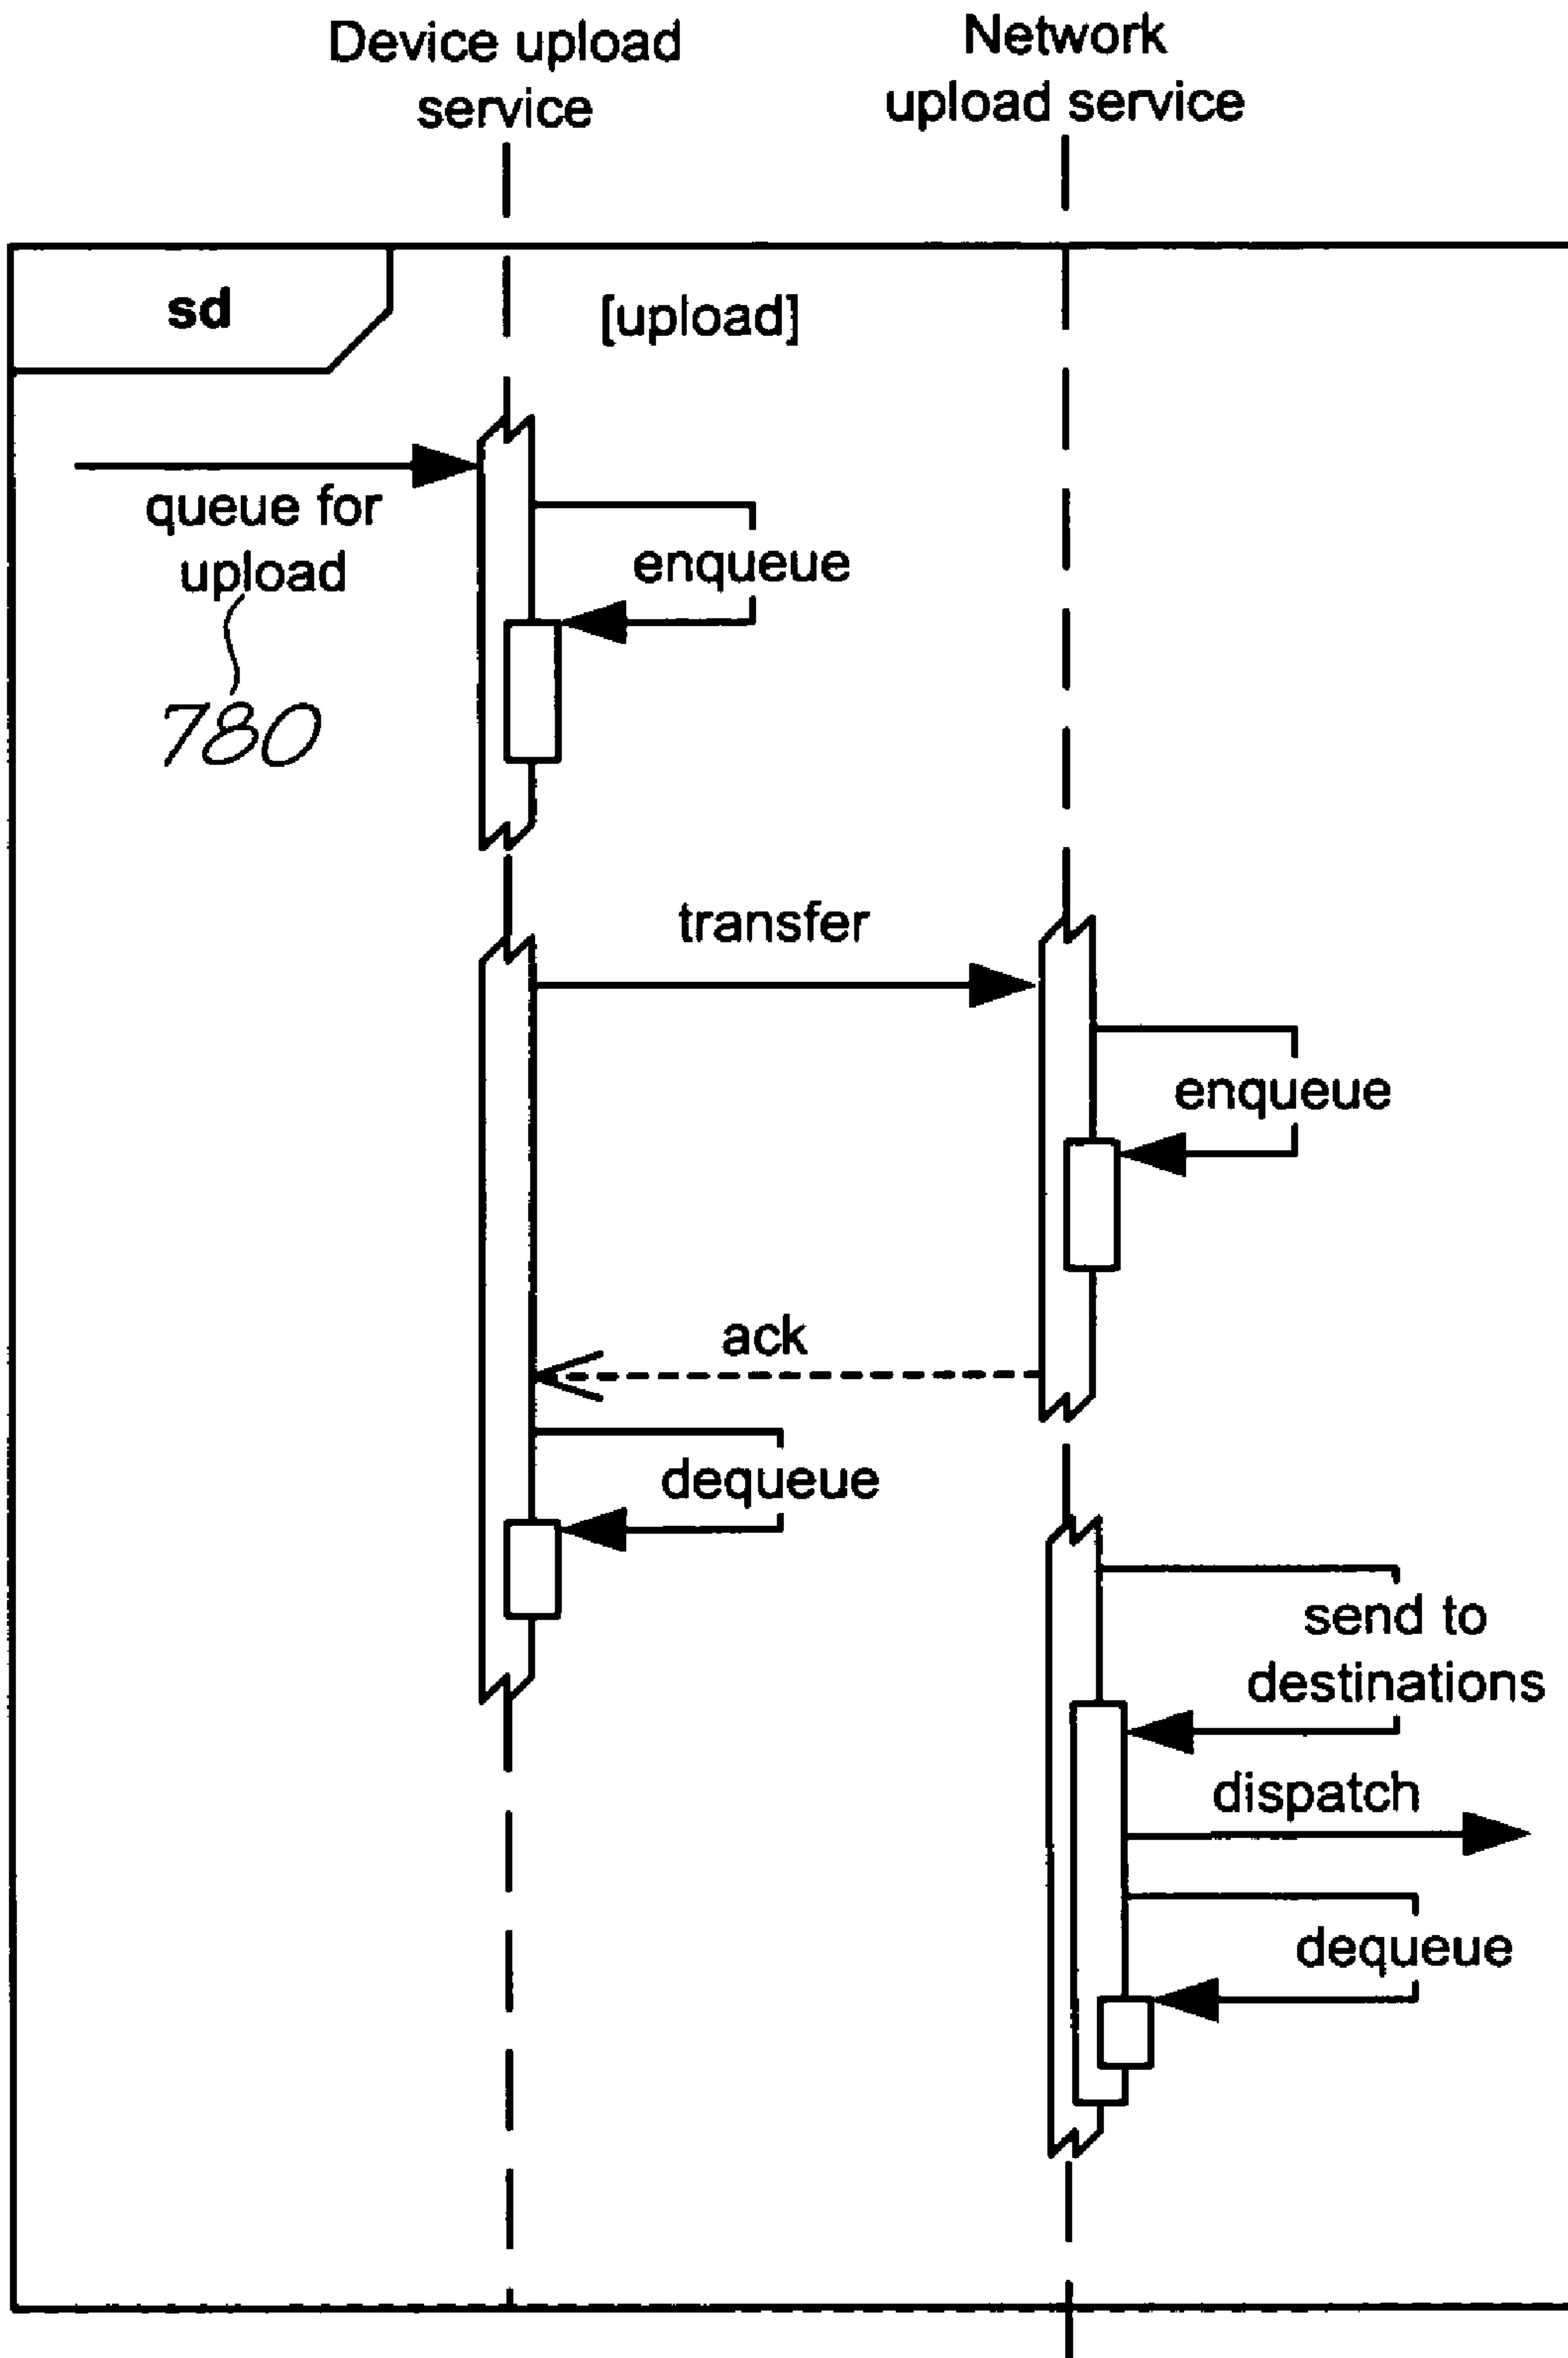 Device upload
service
Network
upload service
sd
[upload]
queue for
upload
780
enqueue
transfer
enqueue
ack
dequeue
send to
destinations
dispatch
dequeue